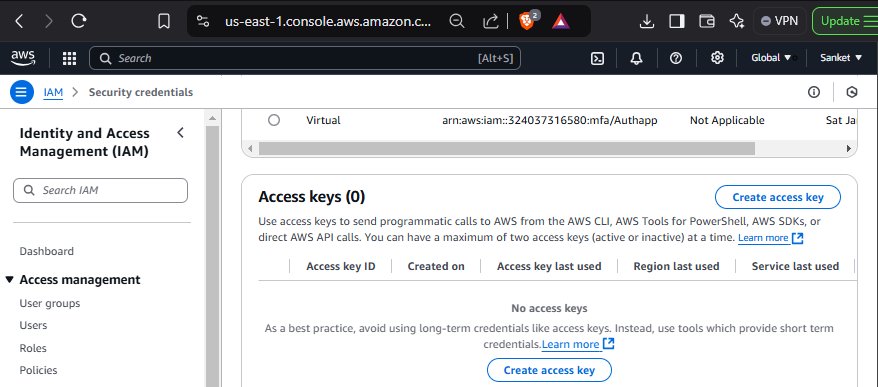 us-east-1.console.aws.amazon.c...
2
VPN
Update
aws
Search
[Alt+S]
Global
Sanket
IAM > Security credentials
Identity and Access
Management (IAM)
Search IAM
Dashboard
Access management
User groups
Users
Roles
Policies
Virtual
arn:aws:iam::324037316580:mfa/Authapp
Not Applicable
Sat Ja
Access keys (0)
Create access key
Use access keys to send programmatic calls to AWS from the AWS CLI, AWS Tools for PowerShell, AWS SDKs, or
direct AWS API calls. You can have a maximum of two access keys (active or inactive) at a time. Learn more
Access key ID
Created on
Access key last used
Region last used
Service last used
No access keys
As a best practice, avoid using long-term credentials like access keys. Instead, use tools which provide short term
credentials.Learn more
Create access key